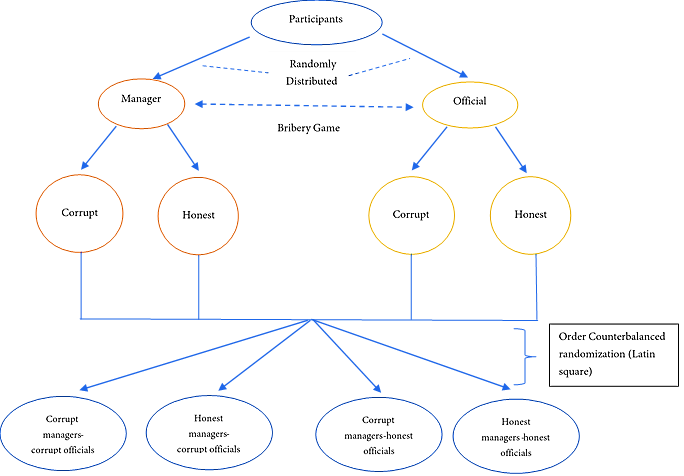 Participants
Randomly
Distributed
Manager
Official
Bribery Game
Corrupt
Honest
Corrupt
Honest
Order Counterbalanced
randomization (Latin
square)
Corrupt
managers-
corrupt officials
Honest
managers-
corrupt officials
Corrupt
managers-honest
officials
Honest
managers-honest
officials